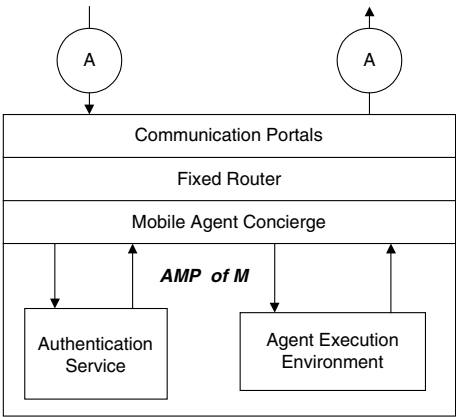 A
A
Communication Portals
Fixed Router
Mobile Agent Concierge
AMP of M
Authentication
Service
Agent Execution
Environment